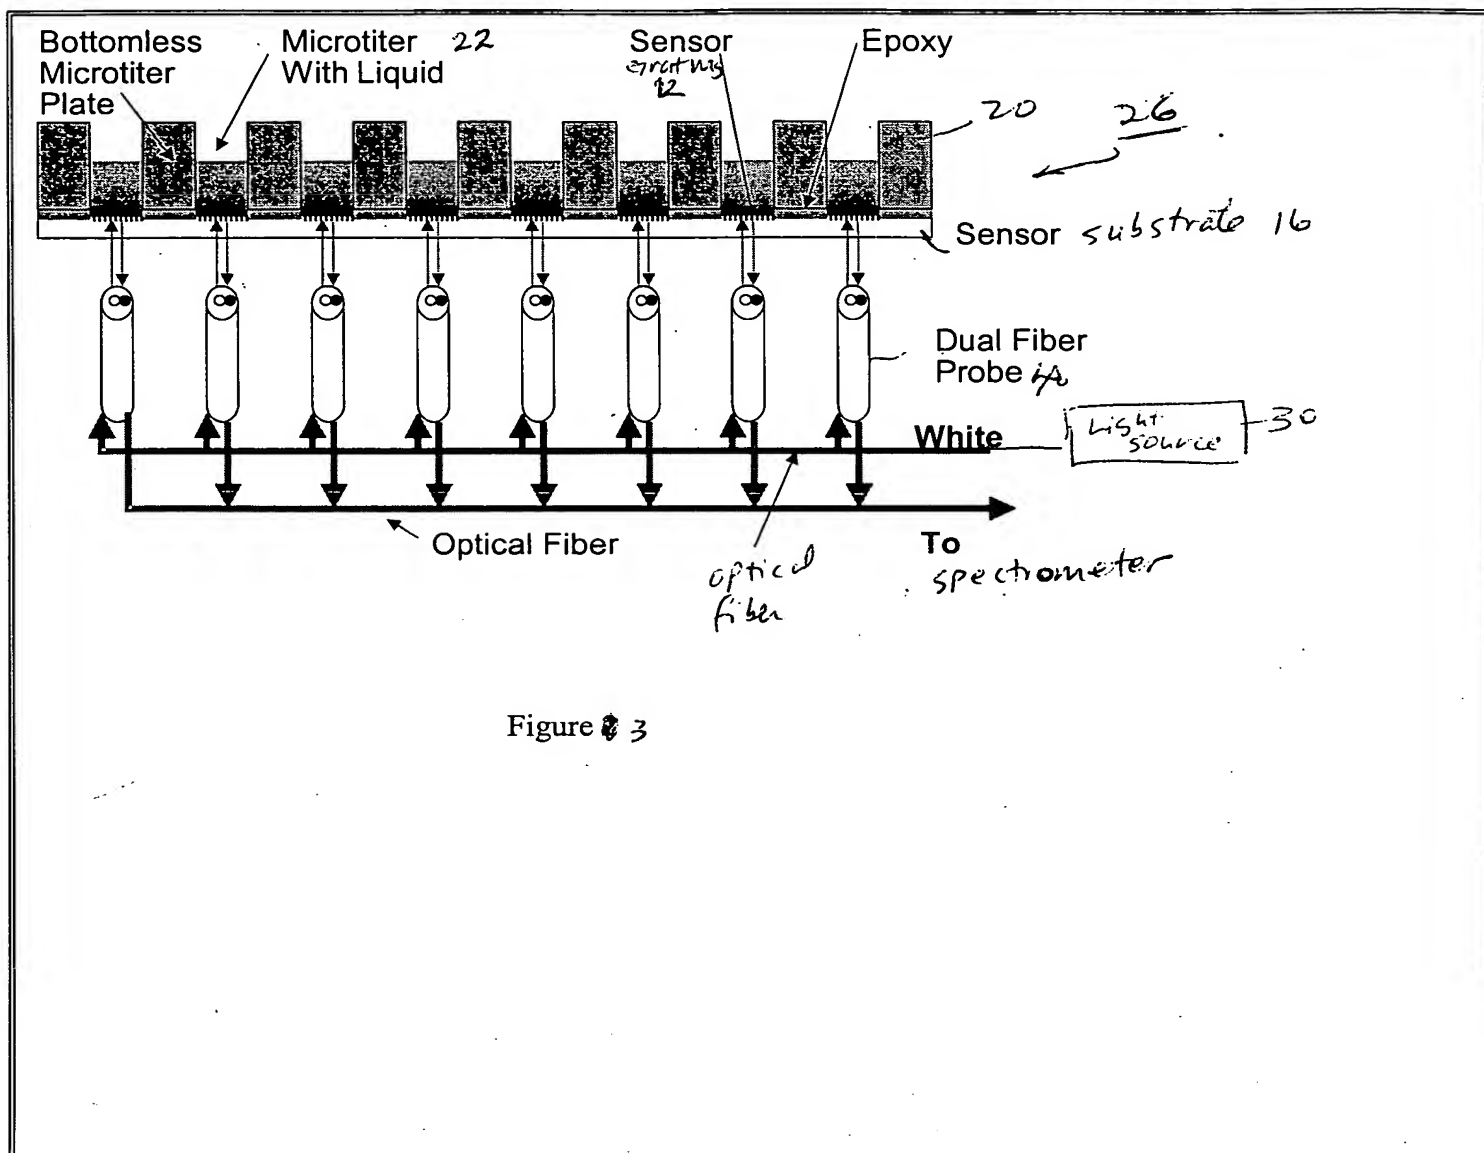 Bottomless
Microtiter
Plate
Microtiter 22
With Liquid
Sensor
gratings
12
Epoxy
20
26
Sensor substrate 16
Dual Fiber
Probe
White
Light
source
30
Optical Fiber
optical
fiber
To
spectrometer
Figure 3